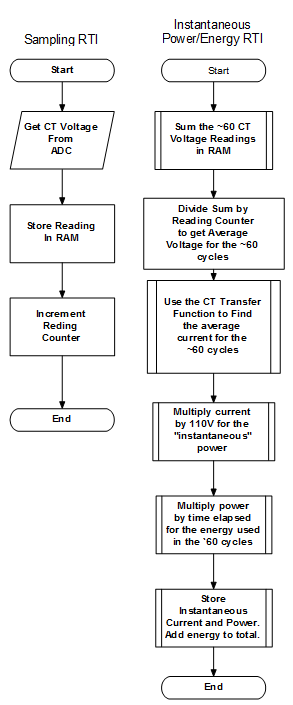 Sampling RTI
Start
Get CT Voltage
From
ADC
Store Reading
In RAM
Increment
Reding
Counter
End
Instantaneous
Power/Energy RTI
Start
Sum the ~60 CT
Voltage Readings
in RAM
Divide Sum by
Reading Counter
to get Average
Voltage for the ~60
cycles
Use the CT Transfer
Function to Find
the average
current for the
~60 cycles
Multiply current
by 110V for the
"instantaneous"
power
Multiply power
by time elapsed
for the energy used
in the `60 cycles
Store
Instantaneous
Current and Power.
Add energy to total.
End